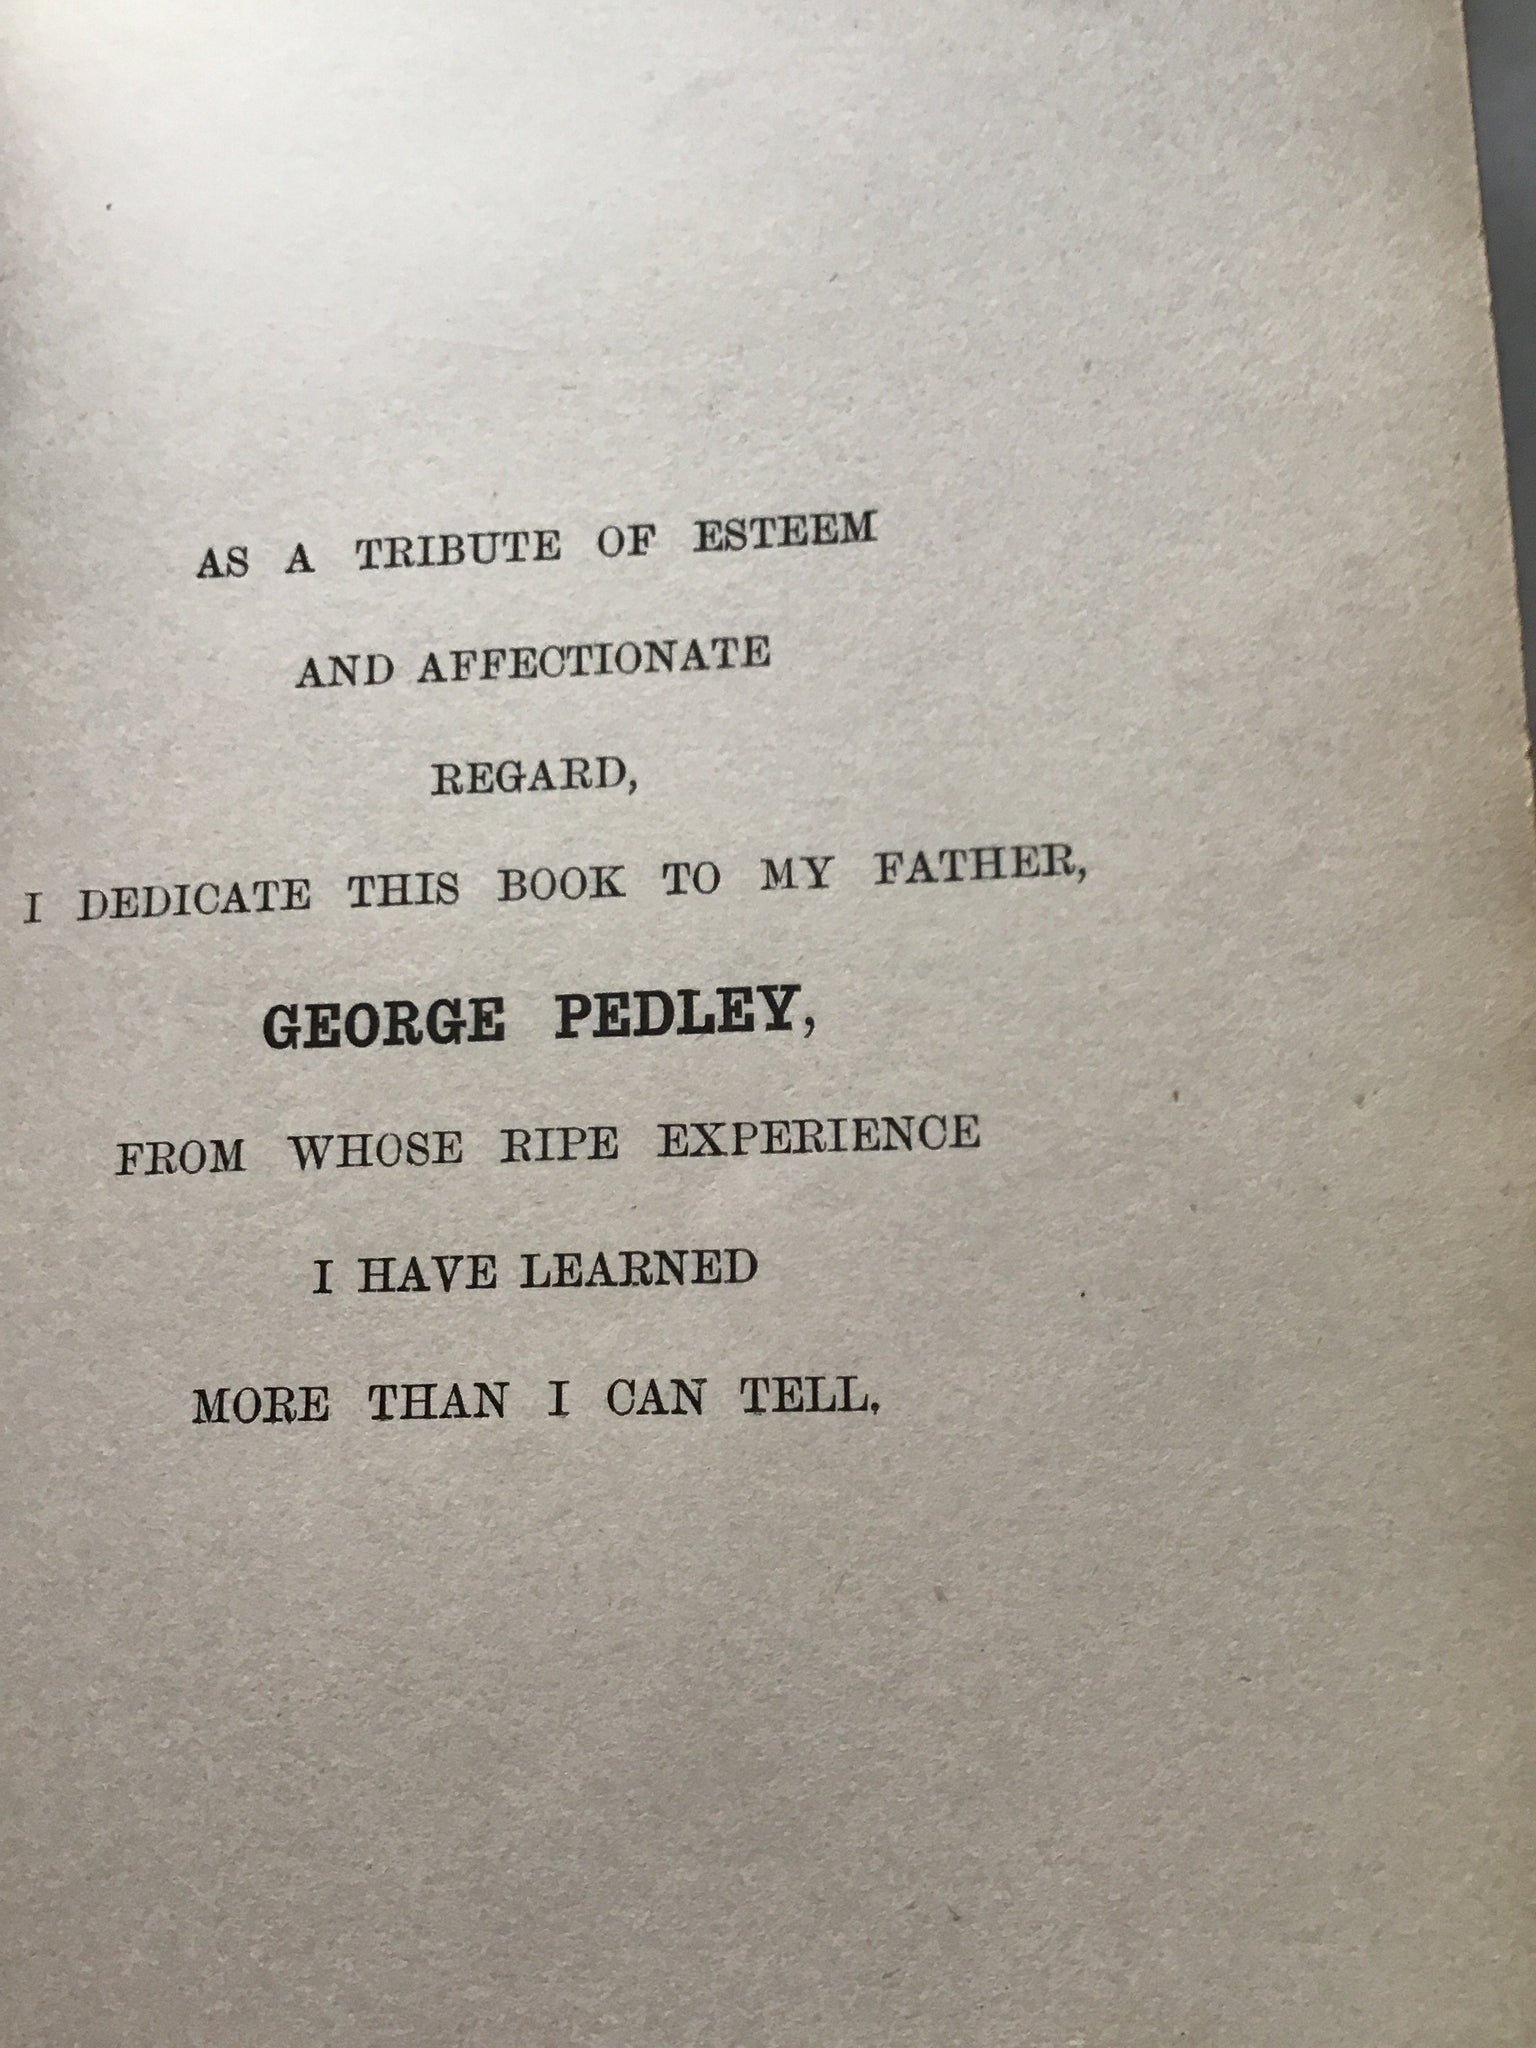 AS A TRIBUTE OF ESTEEM
AND AFFECTIONATE
REGARD,
I DEDICATE THIS BOOK TO MY FATHER,
GEORGE PEDLEY,
FROM WHOSE RIPE EXPERIENCE
I HAVE LEARNED
MORE THAN I CAN TELL.